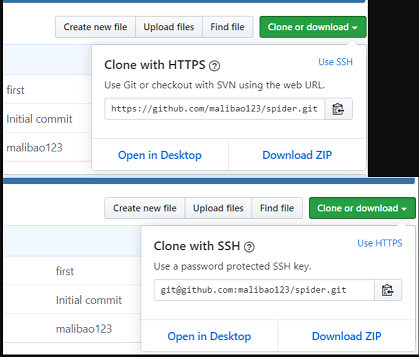 Create new file Upload files Find file Clone or download
Clone with HTTPS Use SSH
Use Git or checkout with SVN using the web URL.
first
https://github.com/malibao123/spider.git
Initial commit
malibao123
Open in Desktop Download ZIP
Create new file Upload files Find file Clone or download
Clone with SSH Use HTTPS
Use a password protected SSH key.
first
git@github.com:malibao123/spider.git
Initial commit
malibao123
Open in Desktop Download ZIP